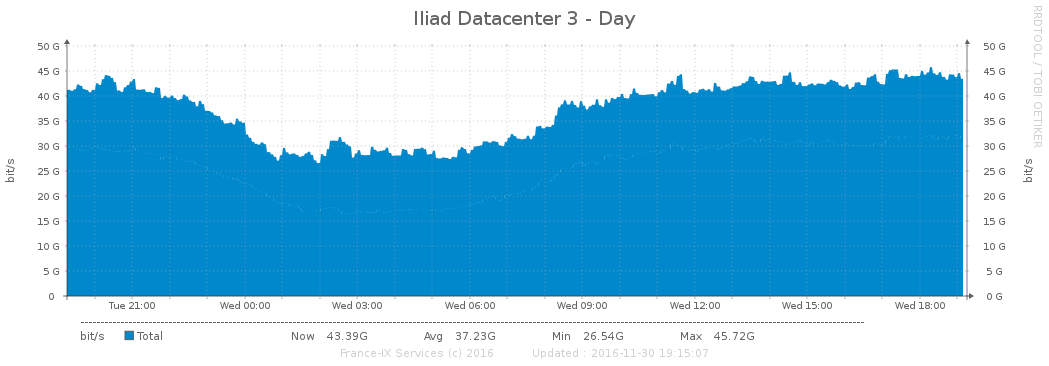 Iliad Datacenter 3 - Day
RRDTOOL / TOBI OETIKER
50 G 50 G
45 G 45 G
40 G 40 G
35 G 35 G
30 G 30 G
25 G 25 G
20 G 20 G
15 G 15 G
10 G 10 G
5 G 5 G
0 0 G
bit/s bit/s
Tue 21:00 Wed 00:00 Wed 03:00 Wed 06:00 Wed 09:00 Wed 12:00 Wed 15:00 Wed 18:00
bit/s Total Now 43.39G Avg 37.23G Min 26.54G Max 45.72G
France-IX Services (c) 2016 Updated : 2016-11-30 19:15:07